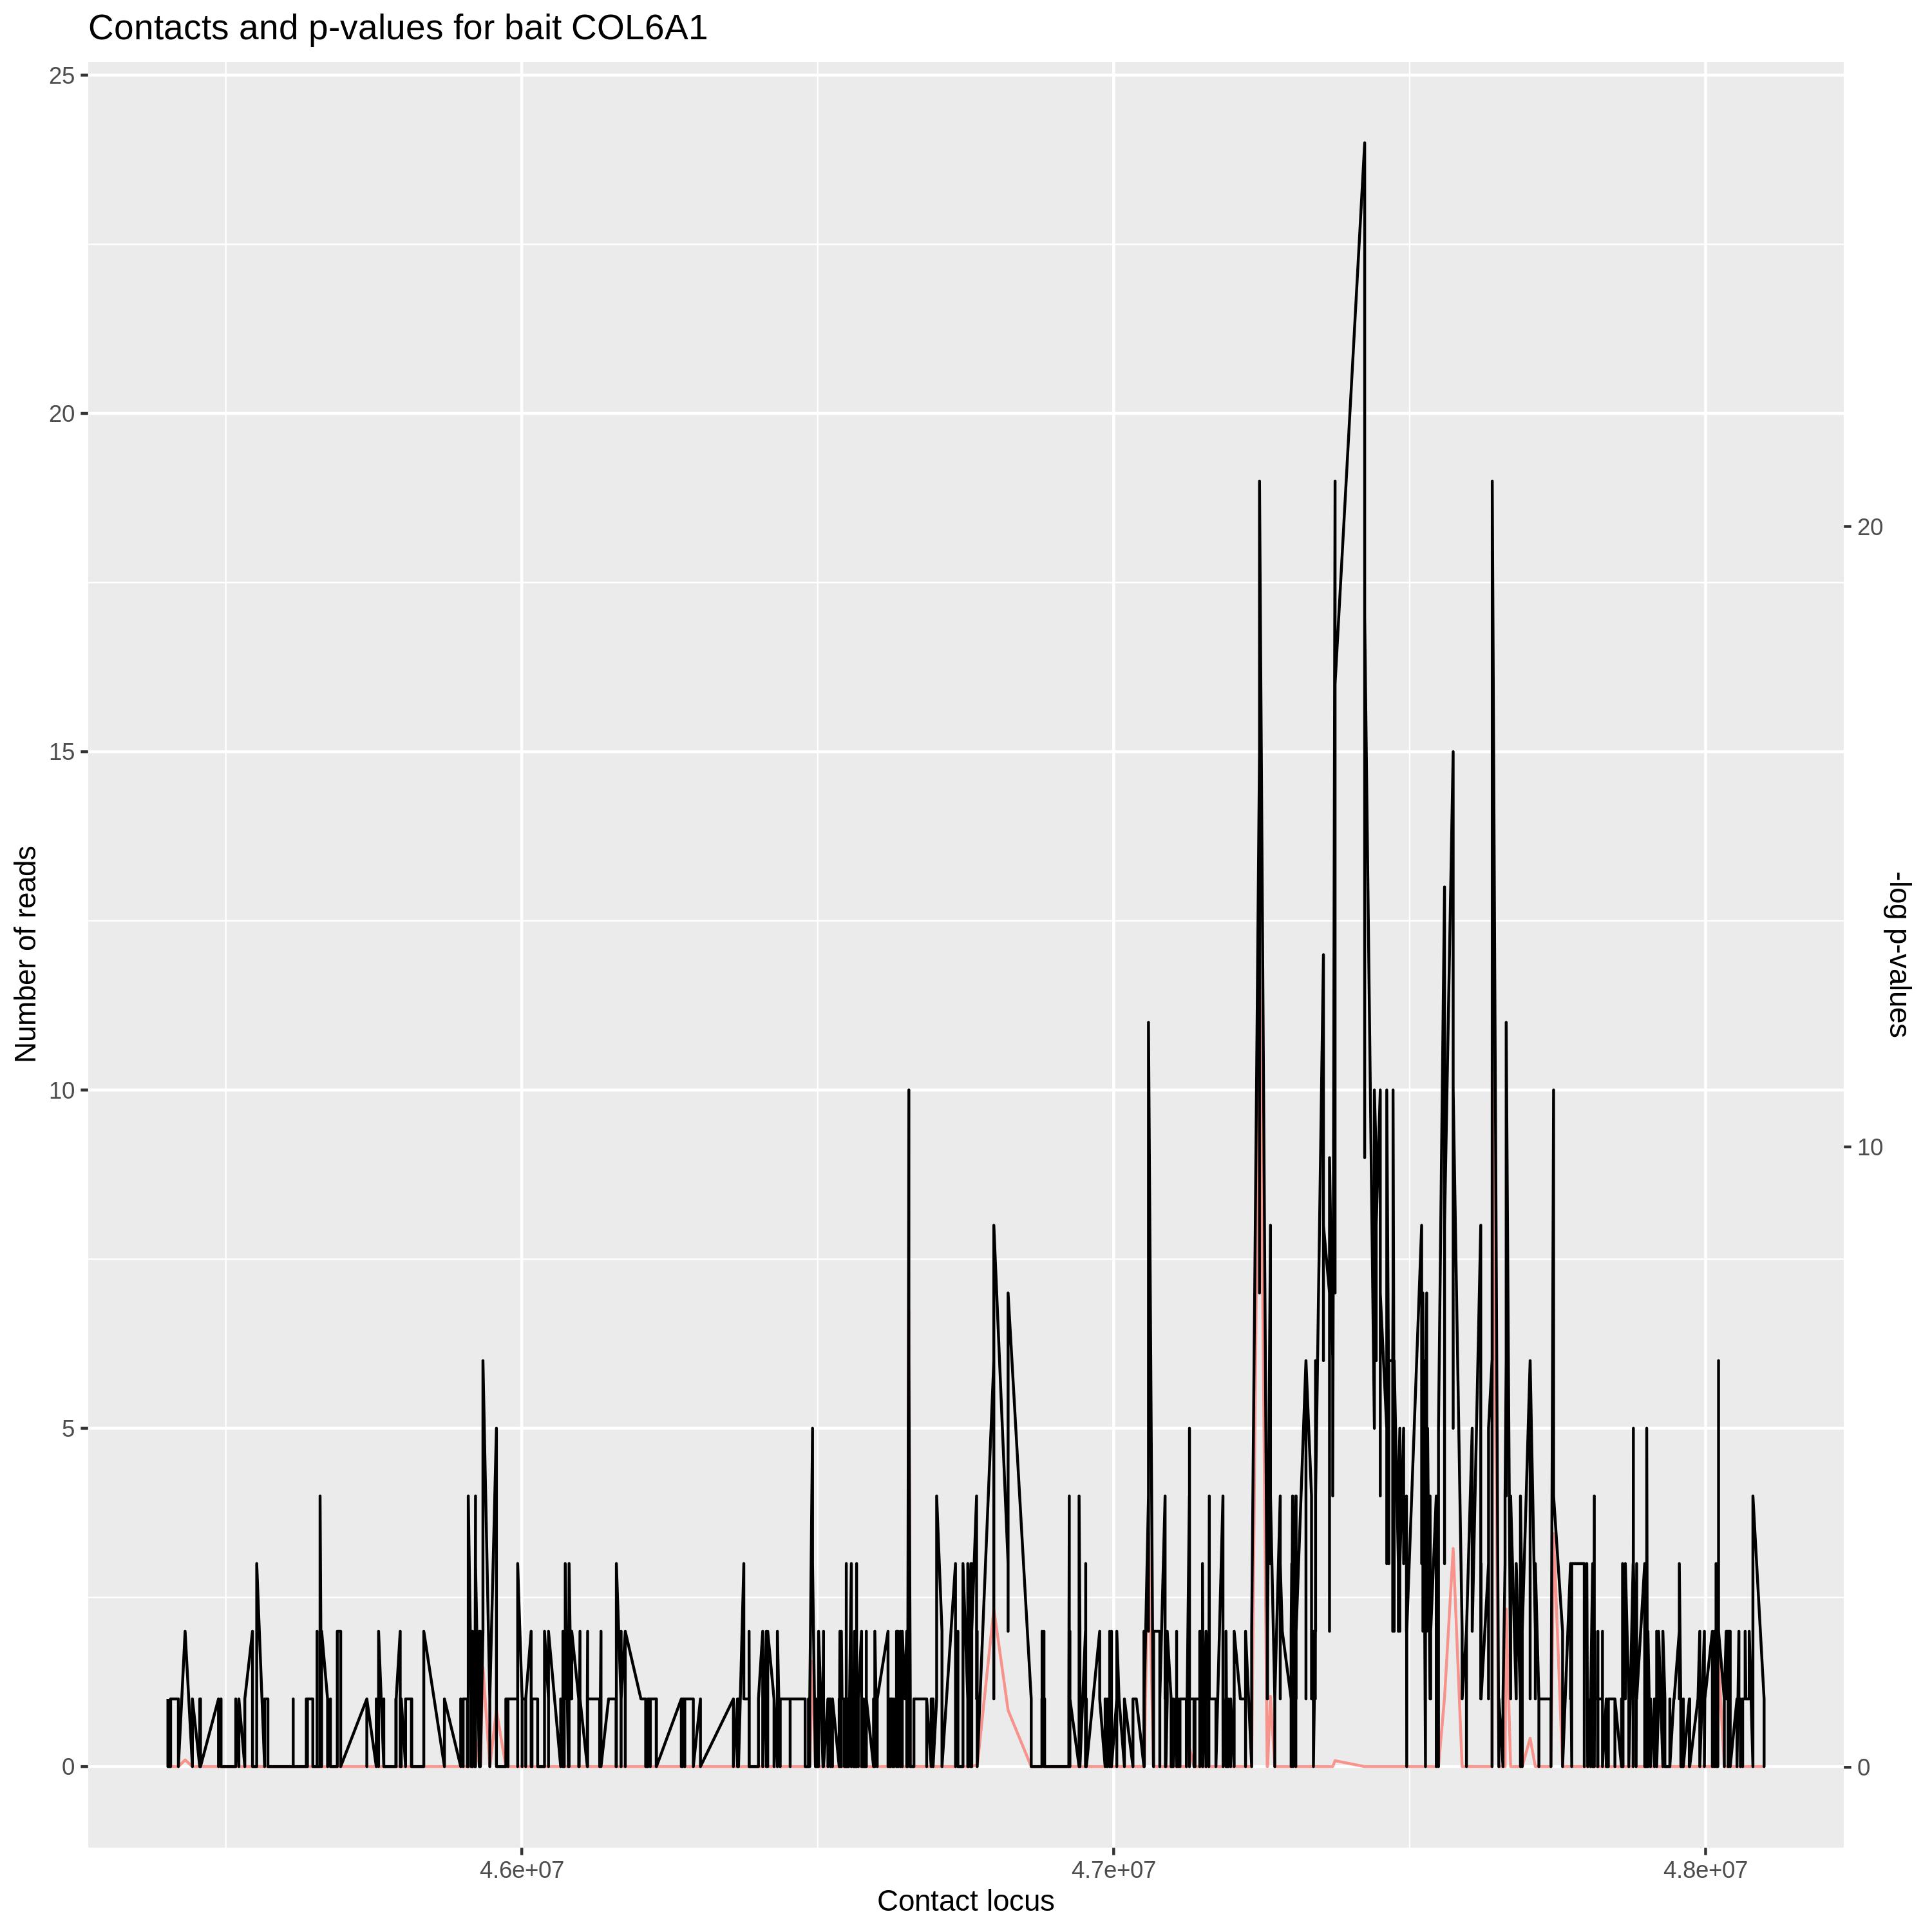 Contacts and p-values for bait COL6A1
25
20
15
10
5
0
Number of reads
20
10
0
-log p-values
4.6e+07
4.7e+07
4.8e+07
Contact locus